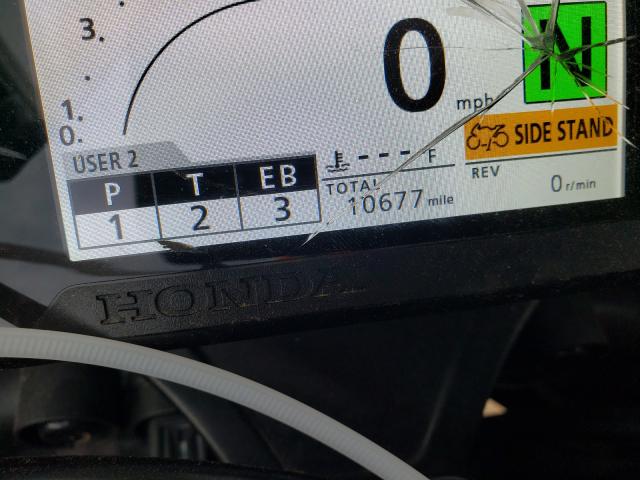 3.
0
mph
N
1.
0.
SIDE STAND
USER 2
- - - - F
P T EB
1 2 3
TOTAL
10677 mile
REV
0 r/min
HONDA